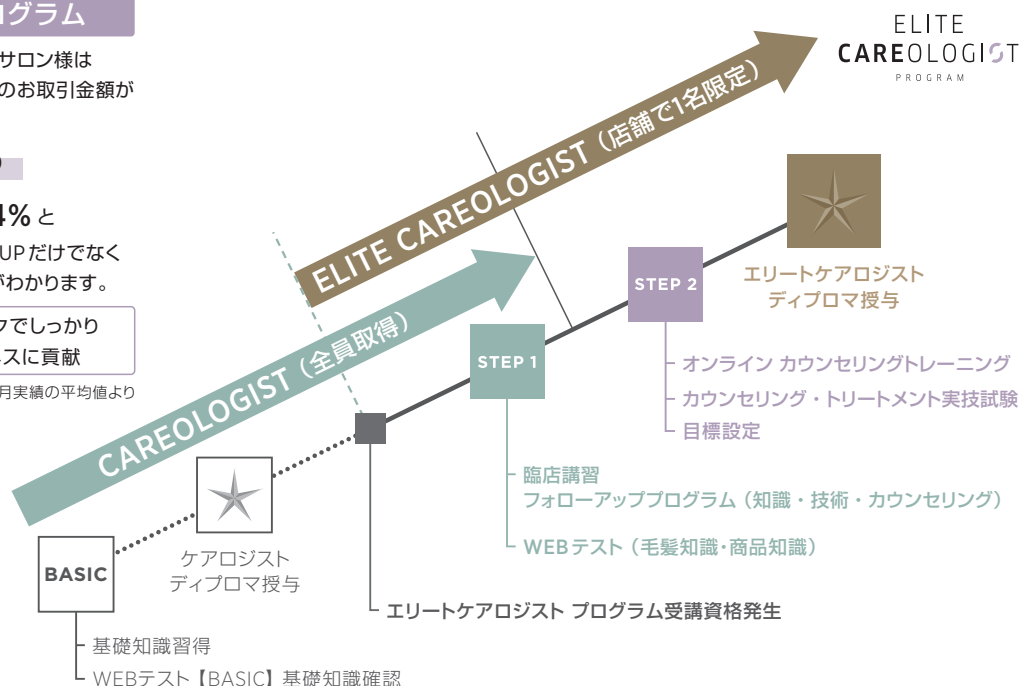 グラム
サロン様は
のお取引金額が
4% と
UPだけでなく
がわかります。
クでしっかり
スに貢献
月実績の平均値より
ELITE
CAREOLOGIST
PROGRAM
ELITE CAREOLOGIST（店舗で1名限定）
CAREOLOGIST（全員取得）
エリートケアロジスト
ディプロマ授与
STEP 2
オンライン カウンセリングトレーニング
カウンセリング・トリートメント実技試験
目標設定
STEP 1
臨店講習
フォローアッププログラム（知識・技術・カウンセリング）
WEBテスト（毛髪知識・商品知識）
エリートケアロジスト プログラム受講資格発生
ケアロジスト
ディプロマ授与
BASIC
基礎知識習得
WEBテスト【BASIC】基礎知識確認